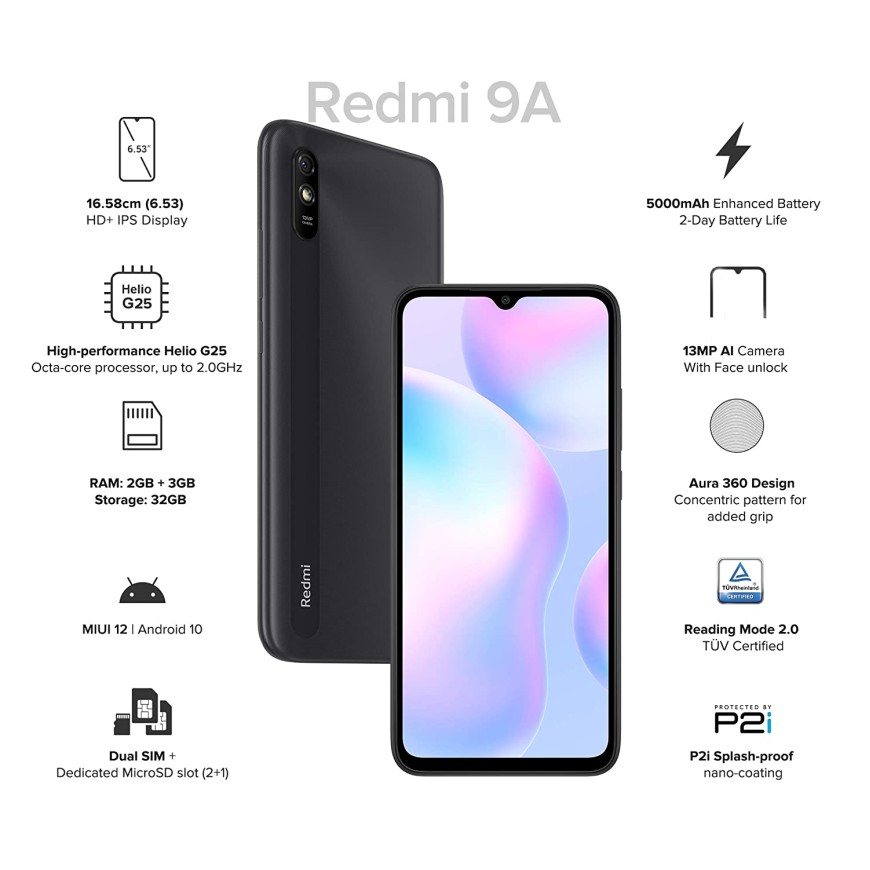 Redmi 9A
6.53"
16.58cm (6.53)
HD+ IPS Display
Helio
G25
High-performance Helio G25
Octa-core processor, up to 2.0GHz
RAM: 2GB + 3GB
Storage: 32GB
MIUI 12 | Android 10
Dual SIM +
Dedicated MicroSD slot (2+1)
13MP
Redmi
5000mAh Enhanced Battery
2-Day Battery Life
13MP AI Camera
With Face unlock
Aura 360 Design
Concentric pattern for
added grip
TÜVRheinland
CERTIFIED
Reading Mode 2.0
TÜV Certified
PROTECTED BY
P2i
P2i Splash-proof
nano-coating